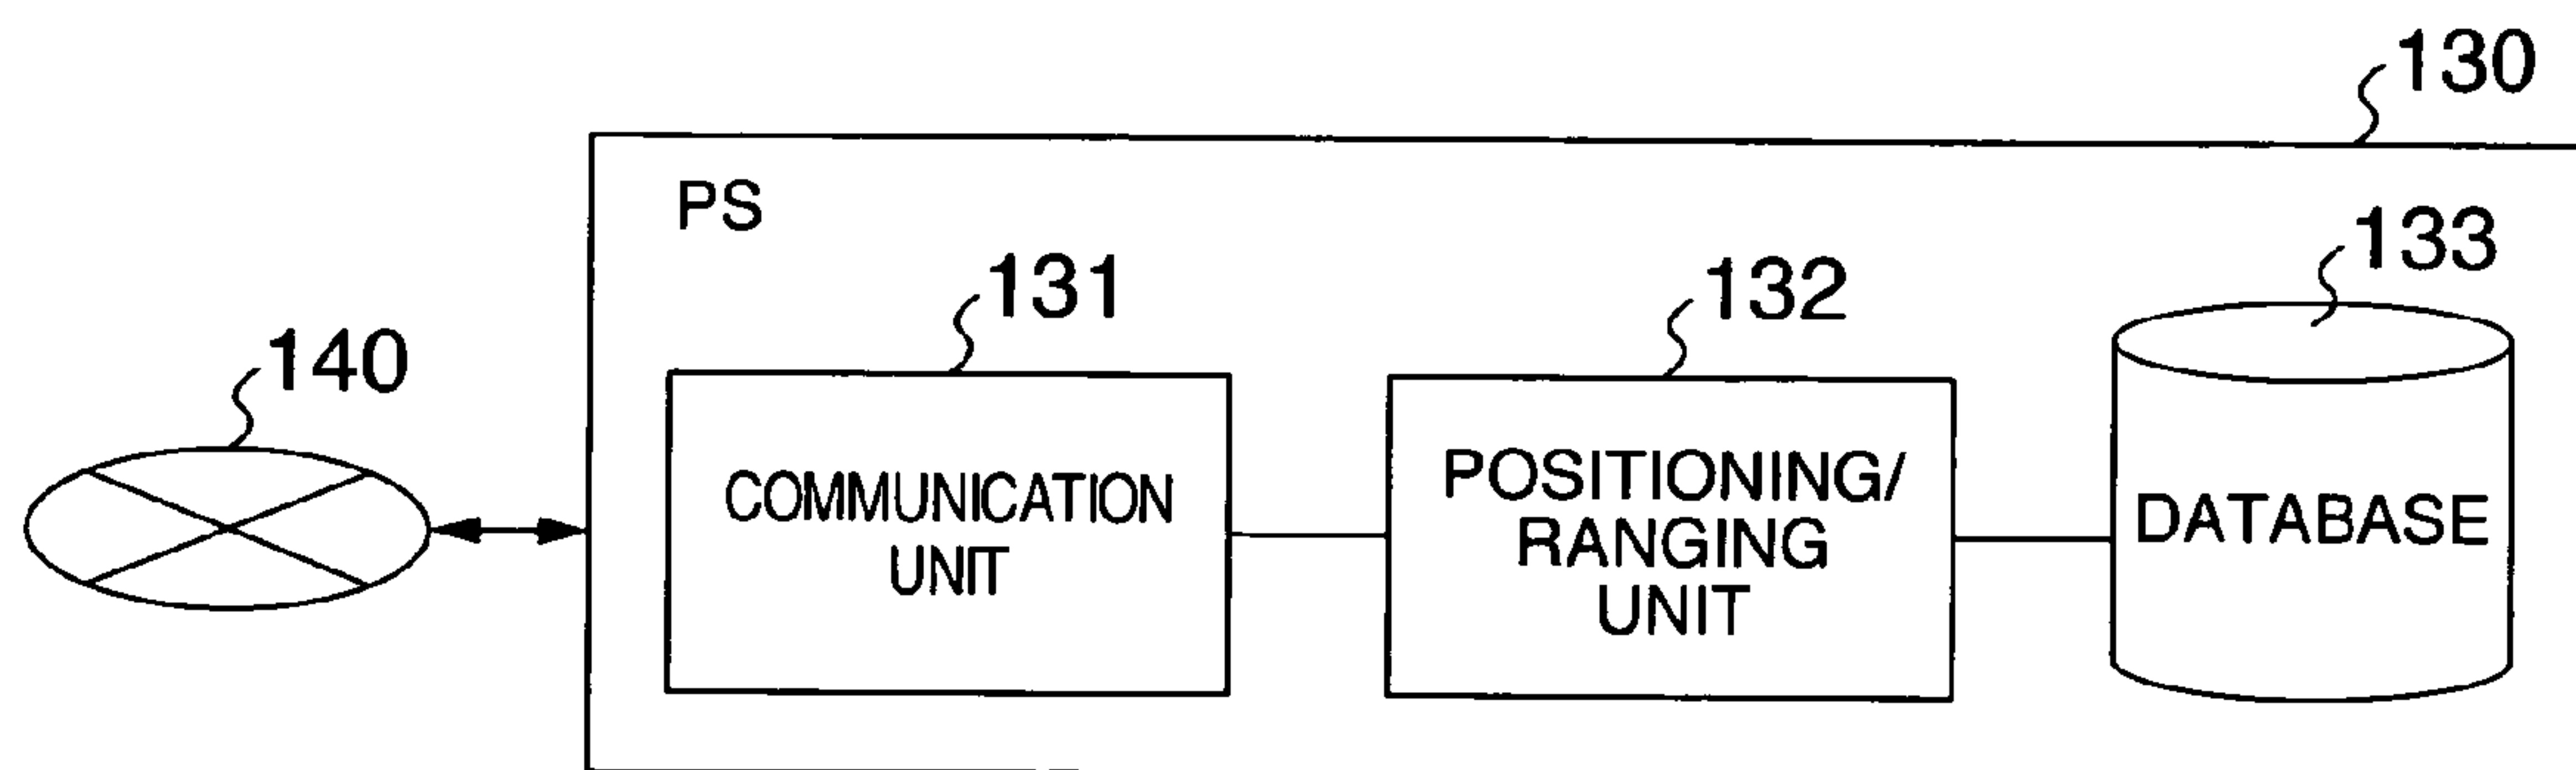 130
PS
133
131
132
140
COMMUNICATION
UNIT
POSITIONING/
RANGING
UNIT
DATABASE